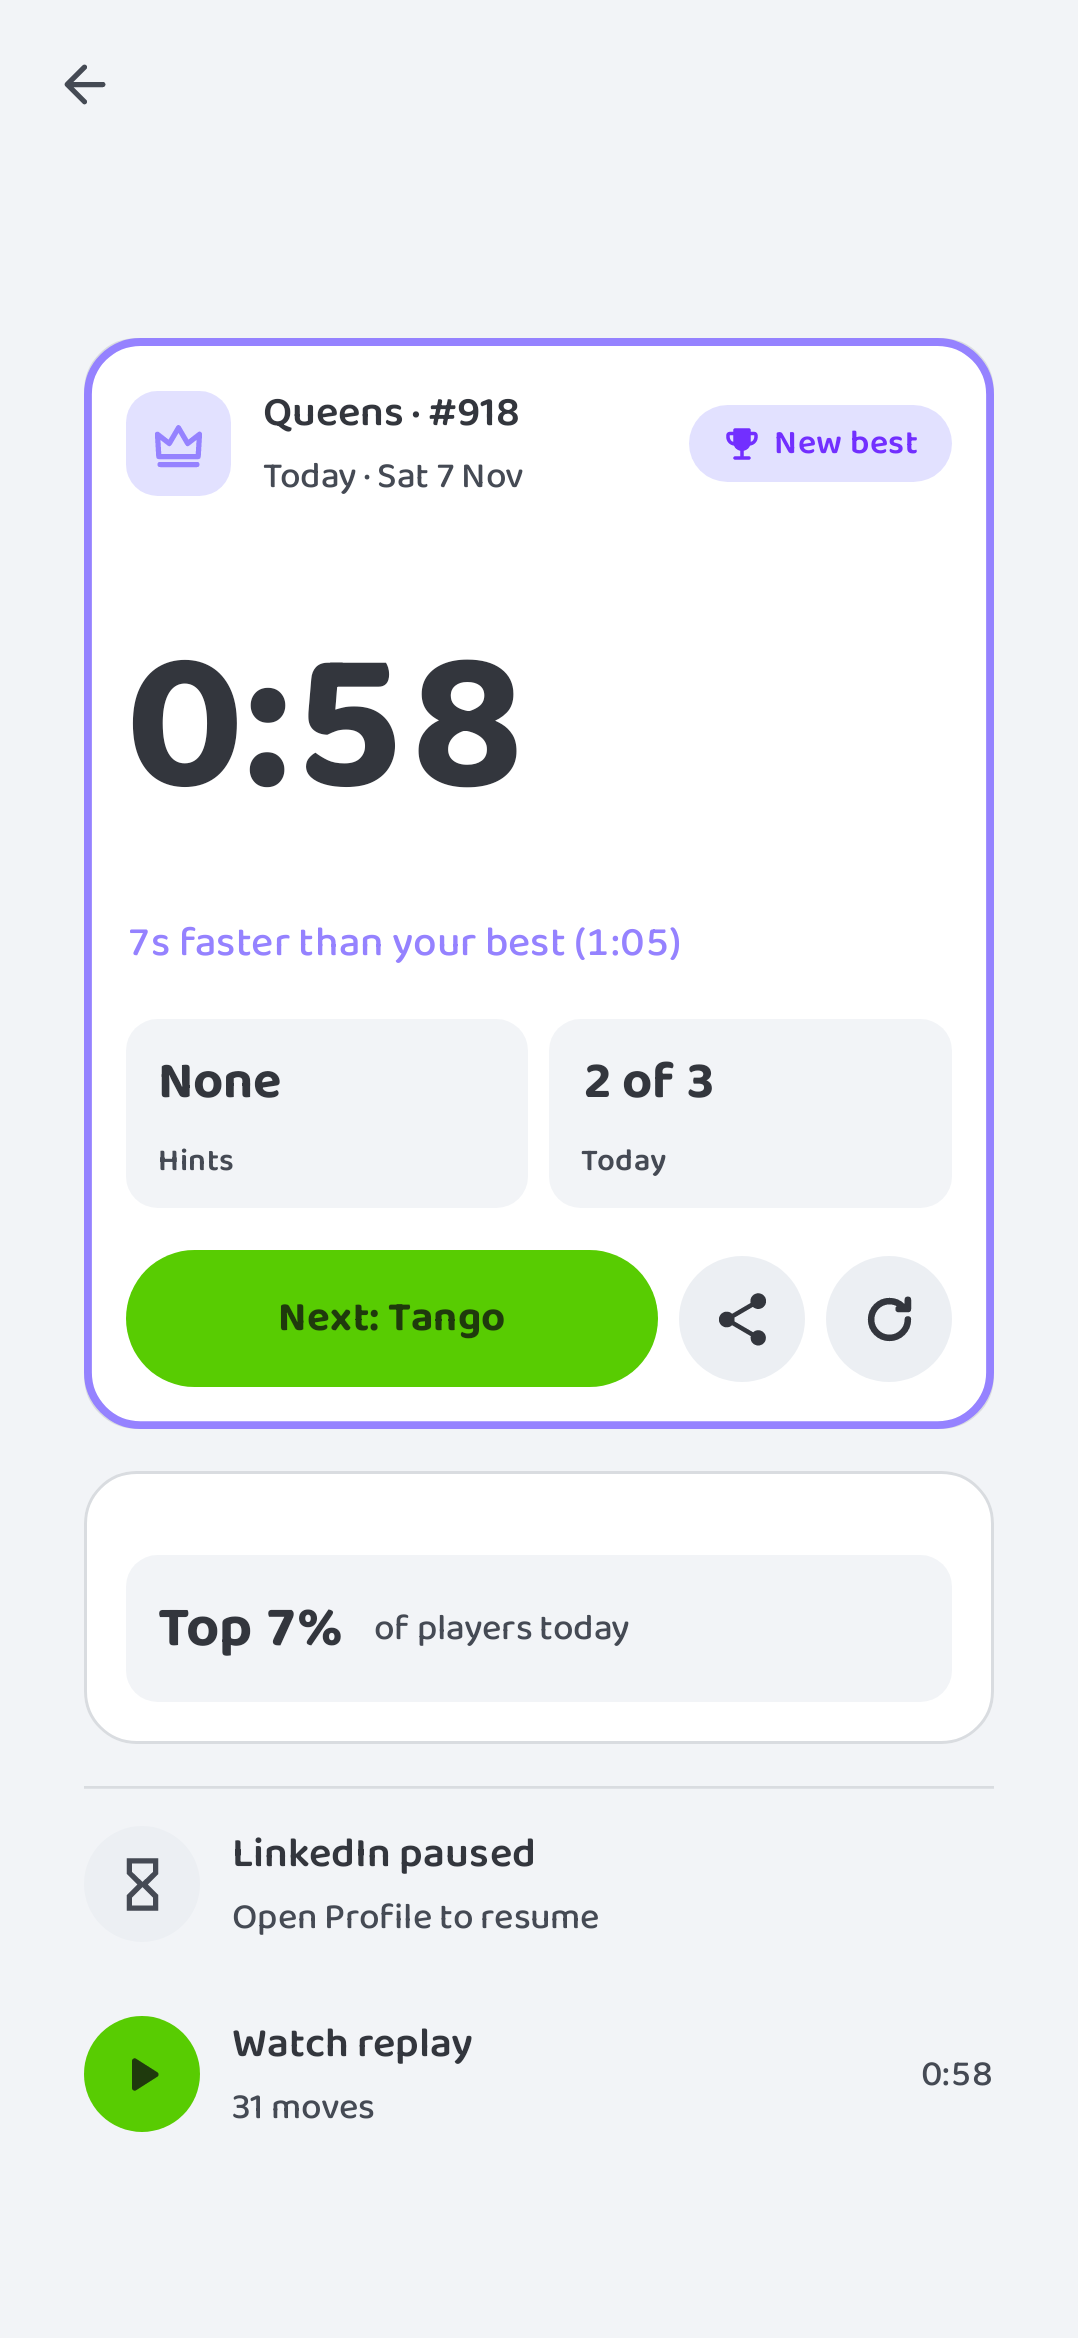 Queens · #918
Today · Sat 7 Nov
New best
0:58
7s faster than your best (1:05)
None
Hints
2 of 3
Today
Next: Tango
Top 7% of players today
LinkedIn paused
Open Profile to resume
Watch replay
31 moves
0:58